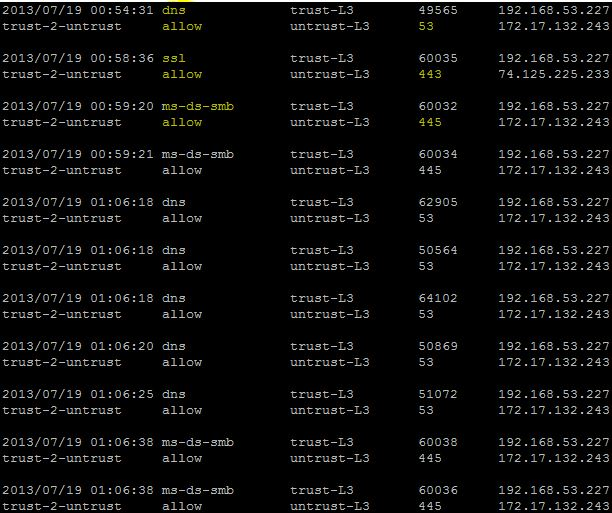 2013/07/19 00:54:31 dns trust-L3 49565 192.168.53.227
trust-2-untrust allow untrust-L3 53 172.17.132.243
2013/07/19 00:58:36 ssl trust-L3 60035 192.168.53.227
trust-2-untrust allow untrust-L3 443 74.125.225.233
2013/07/19 00:59:20 ms-ds-smb trust-L3 60032 192.168.53.227
trust-2-untrust allow untrust-L3 445 172.17.132.243
2013/07/19 00:59:21 ms-ds-smb trust-L3 60034 192.168.53.227
trust-2-untrust allow untrust-L3 445 172.17.132.243
2013/07/19 01:06:18 dns trust-L3 62905 192.168.53.227
trust-2-untrust allow untrust-L3 53 172.17.132.243
2013/07/19 01:06:18 dns trust-L3 50564 192.168.53.227
trust-2-untrust allow untrust-L3 53 172.17.132.243
2013/07/19 01:06:18 dns trust-L3 64102 192.168.53.227
trust-2-untrust allow untrust-L3 53 172.17.132.243
2013/07/19 01:06:20 dns trust-L3 50869 192.168.53.227
trust-2-untrust allow untrust-L3 53 172.17.132.243
2013/07/19 01:06:25 dns trust-L3 51072 192.168.53.227
trust-2-untrust allow untrust-L3 53 172.17.132.243
2013/07/19 01:06:38 ms-ds-smb trust-L3 60038 192.168.53.227
trust-2-untrust allow untrust-L3 445 172.17.132.243
2013/07/19 01:06:38 ms-ds-smb trust-L3 60036 192.168.53.227
trust-2-untrust allow untrust-L3 445 172.17.132.243